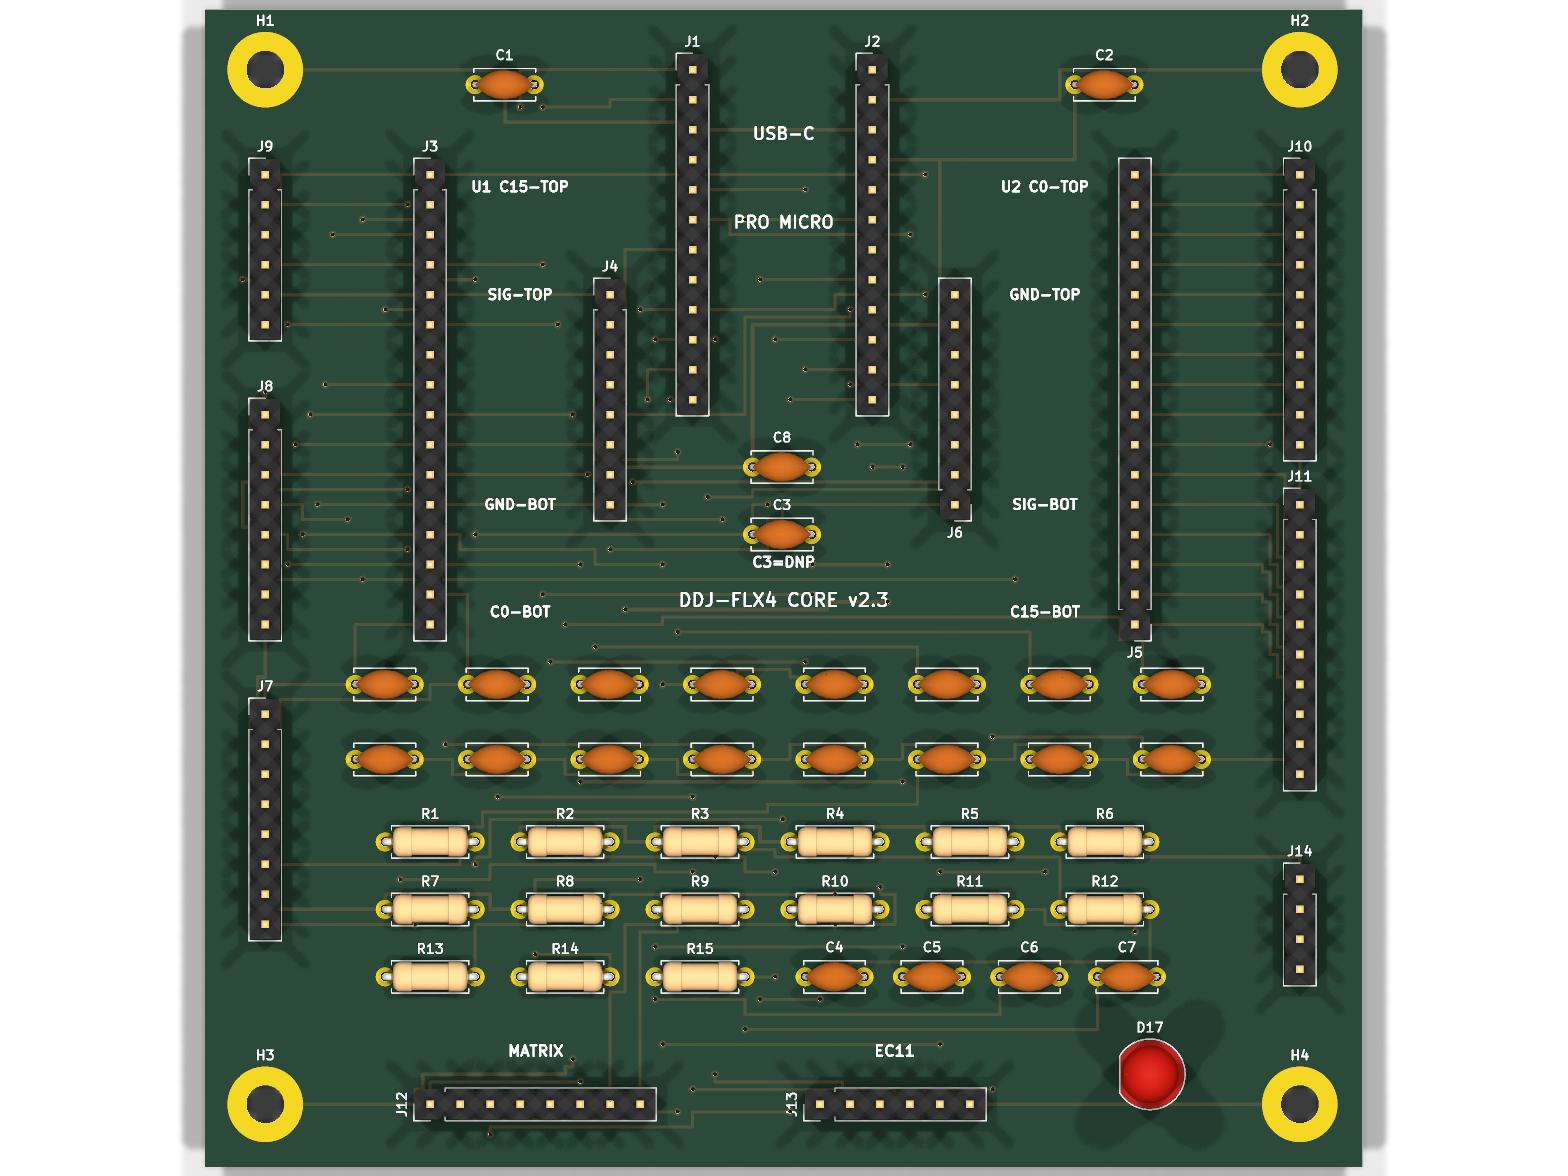 H1
H2
C1
J1
J2
C2
USB-C
J9
J3
J10
U1 C15-TOP
U2 C0-TOP
PRO MICRO
J4
SIG-TOP
GND-TOP
J8
C8
J11
GND-BOT
C3
SIG-BOT
J6
C3=DNP
DDJ-FLX4 CORE v2.3
C0-BOT
C15-BOT
J5
J7
R1
R2
R3
R4
R5
R6
J14
R7
R8
R9
R10
R11
R12
R13
R14
R15
C4
C5
C6
C7
D17
MATRIX
EC11
H3
H4
J12
J13